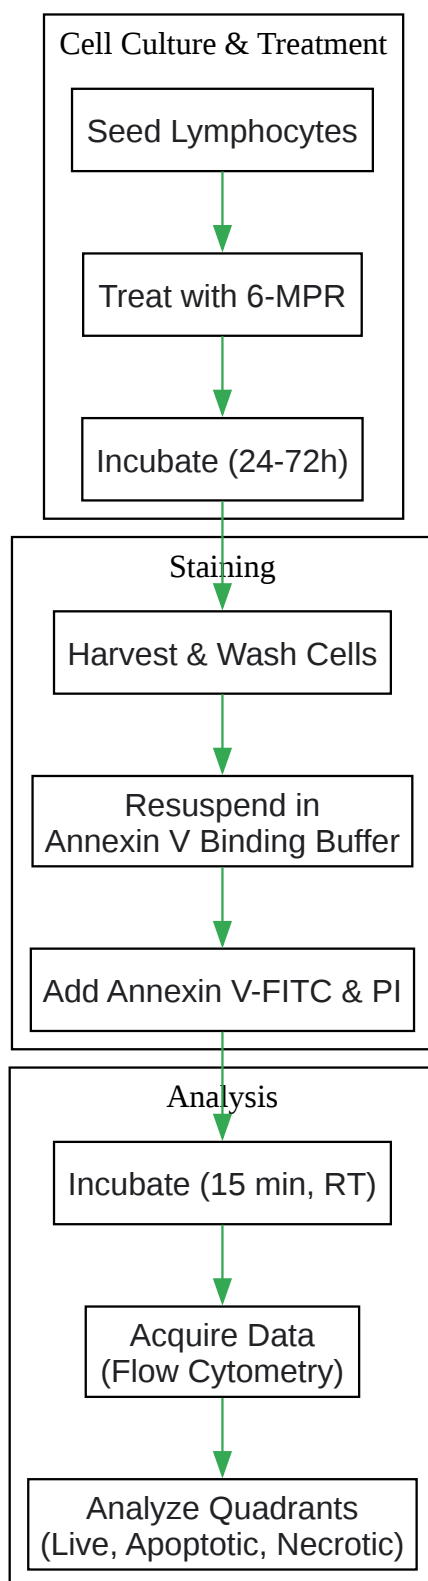 Cell Culture & Treatment
Seed Lymphocytes
Treat with 6-MPR
Incubate (24-72h)
Staining
Harvest & Wash Cells
Resuspend in
Annexin V Binding Buffer
Add Annexin V-FITC & PI
Analysis
Incubate (15 min, RT)
Acquire Data
(Flow Cytometry)
Analyze Quadrants
(Live, Apoptotic, Necrotic)